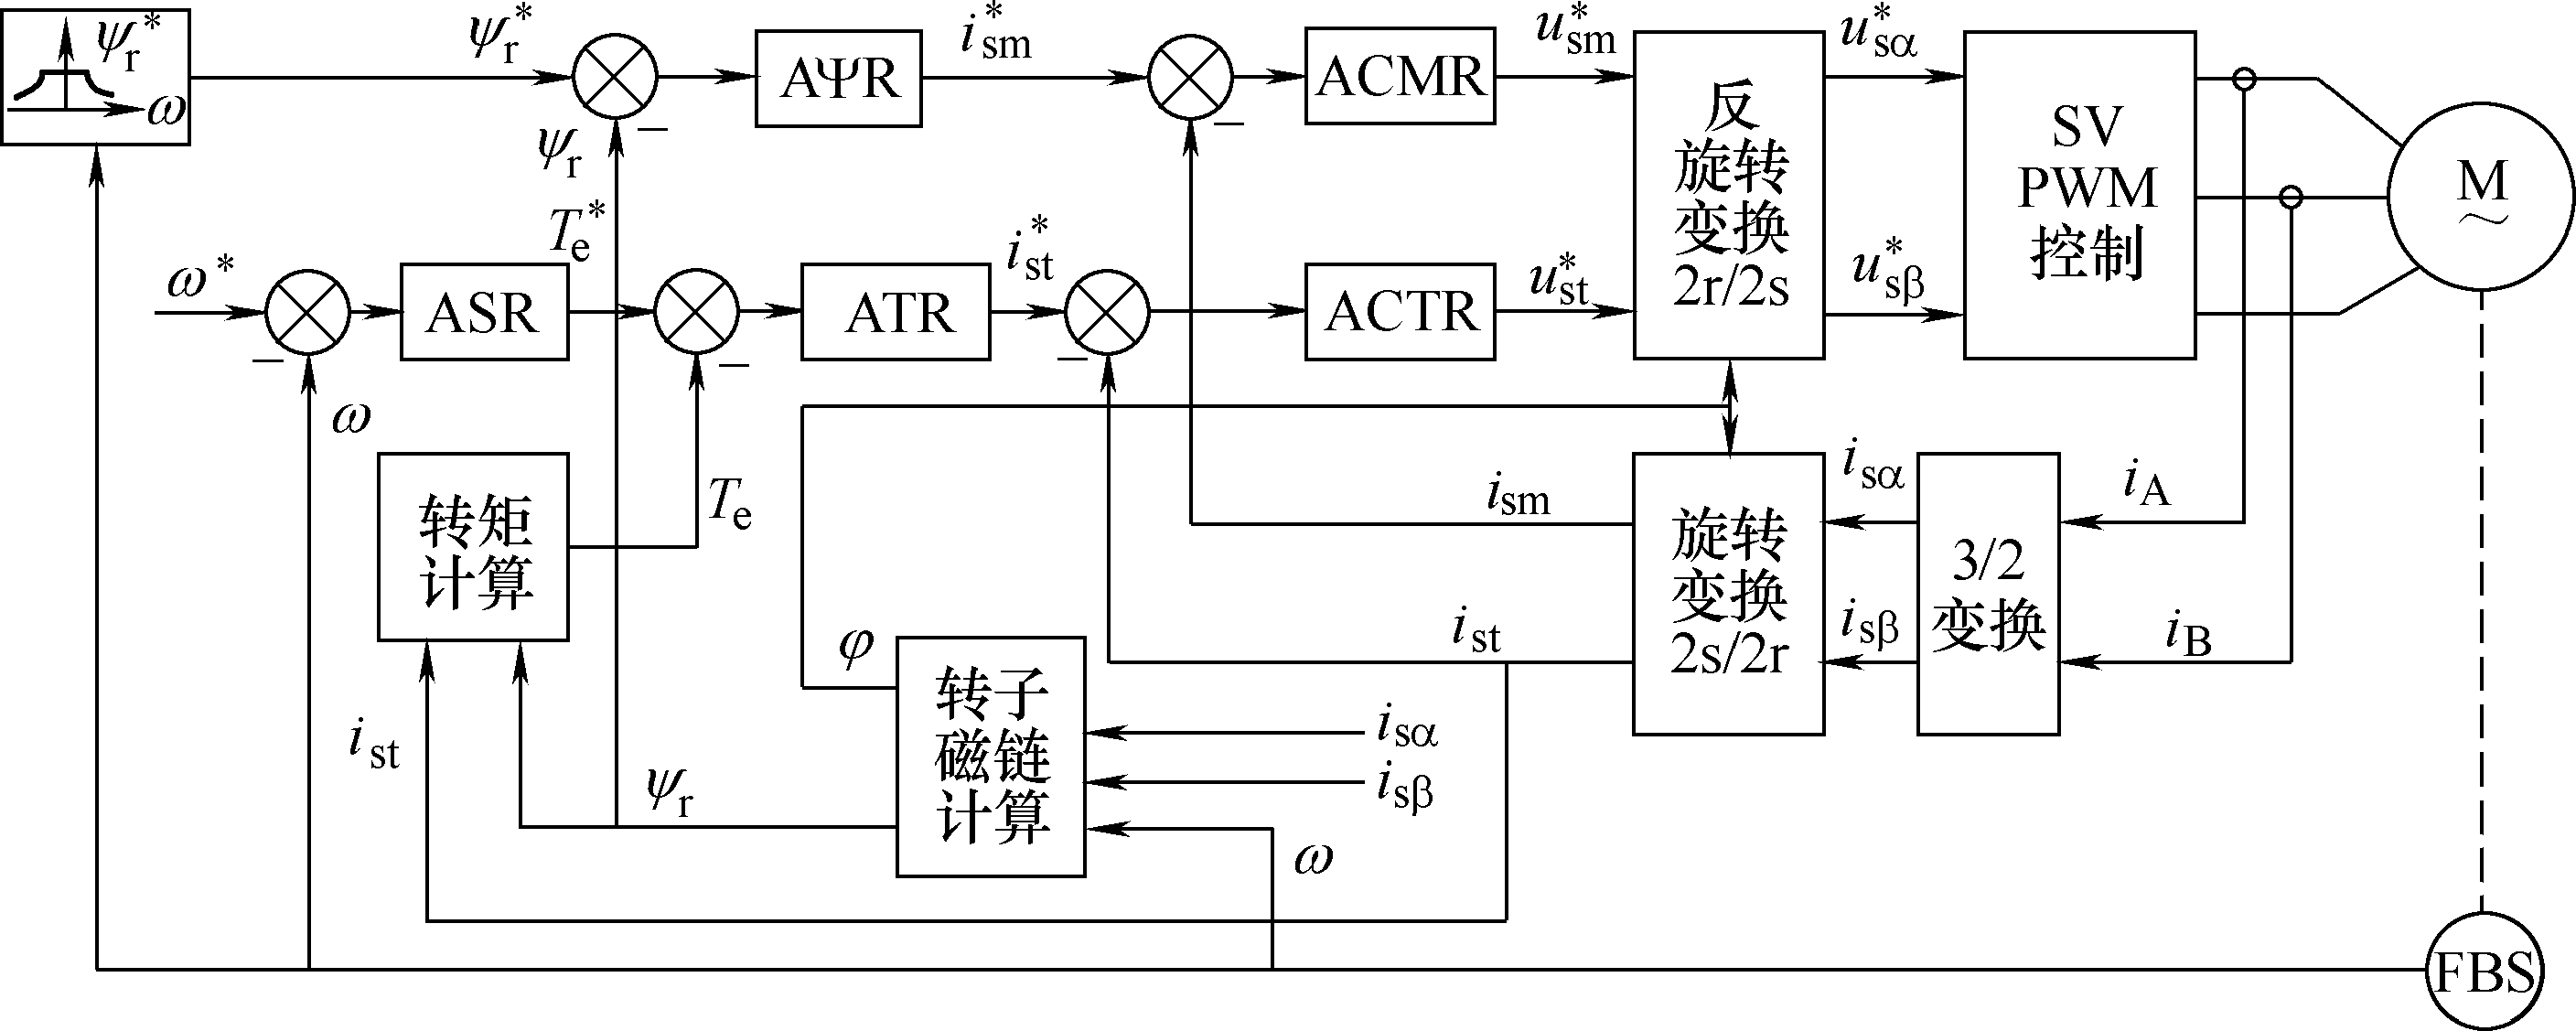 ψr*
ω
ψr*
AΨR
i*sm
ACMR
u*sm
反
旋转
变换
2r/2s
u*sα
SV
PWM
控制
M
~
−
ψr
−
ω*
−
ASR
Te*
−
ATR
i*st
−
ACTR
u*st
u*sβ
ω
转矩
计算
Te
ism
旋转
变换
2s/2r
isα
3/2
变换
iA
ist
isβ
iB
φ
转子
磁链
计算
isα
isβ
ist
ψr
ω
FBS